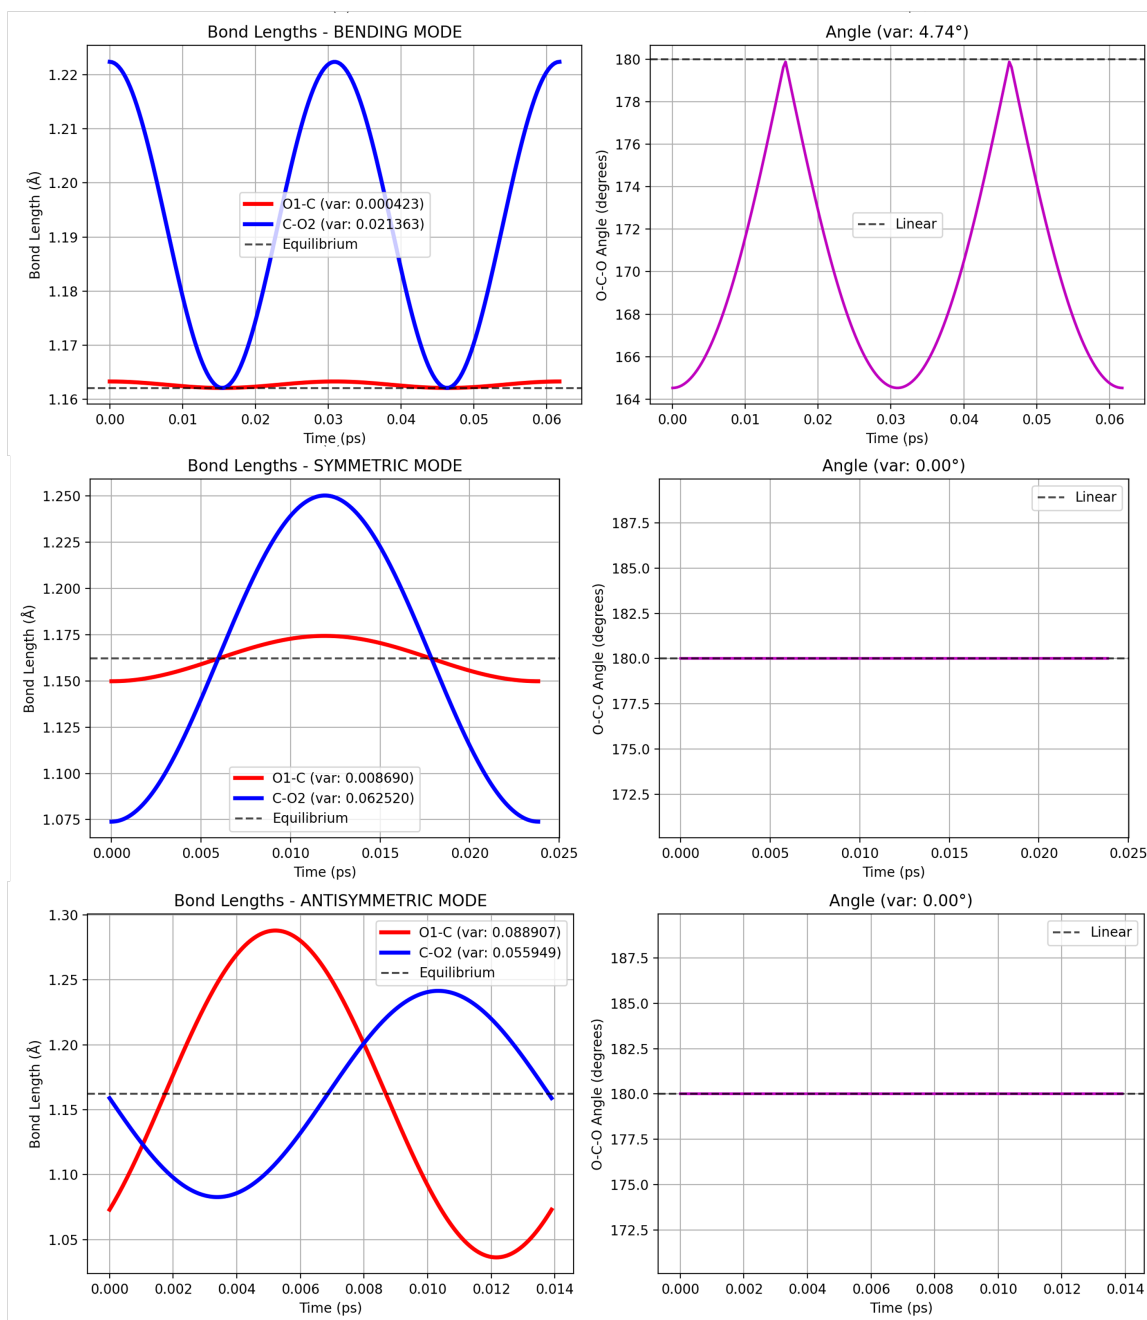 Bond Lengths - BENDING MODE
Bond Length (Å)
1.22
1.21
1.20
1.19
1.18
1.17
1.16
O1-C (var: 0.000423)
C-O2 (var: 0.021363)
Equilibrium
0.00 0.01 0.02 0.03 0.04 0.05 0.06
Time (ps)
Angle (var: 4.74°)
O-C-O Angle (degrees)
180
178
176
174
172
170
168
166
164
Linear
0.00 0.01 0.02 0.03 0.04 0.05 0.06
Time (ps)
Bond Lengths - SYMMETRIC MODE
Bond Length (Å)
1.250
1.225
1.200
1.175
1.150
1.125
1.100
1.075
O1-C (var: 0.008690)
C-O2 (var: 0.062520)
Equilibrium
0.000 0.005 0.010 0.015 0.020 0.025
Time (ps)
Angle (var: 0.00°)
O-C-O Angle (degrees)
Linear
187.5
185.0
182.5
180.0
177.5
175.0
172.5
0.000 0.005 0.010 0.015 0.020 0.025
Time (ps)
Bond Lengths - ANTISYMMETRIC MODE
Bond Length (Å)
1.30
1.25
1.20
1.15
1.10
1.05
O1-C (var: 0.088907)
C-O2 (var: 0.055949)
Equilibrium
0.000 0.002 0.004 0.006 0.008 0.010 0.012 0.014
Time (ps)
Angle (var: 0.00°)
O-C-O Angle (degrees)
Linear
187.5
185.0
182.5
180.0
177.5
175.0
172.5
0.000 0.002 0.004 0.006 0.008 0.010 0.012 0.014
Time (ps)